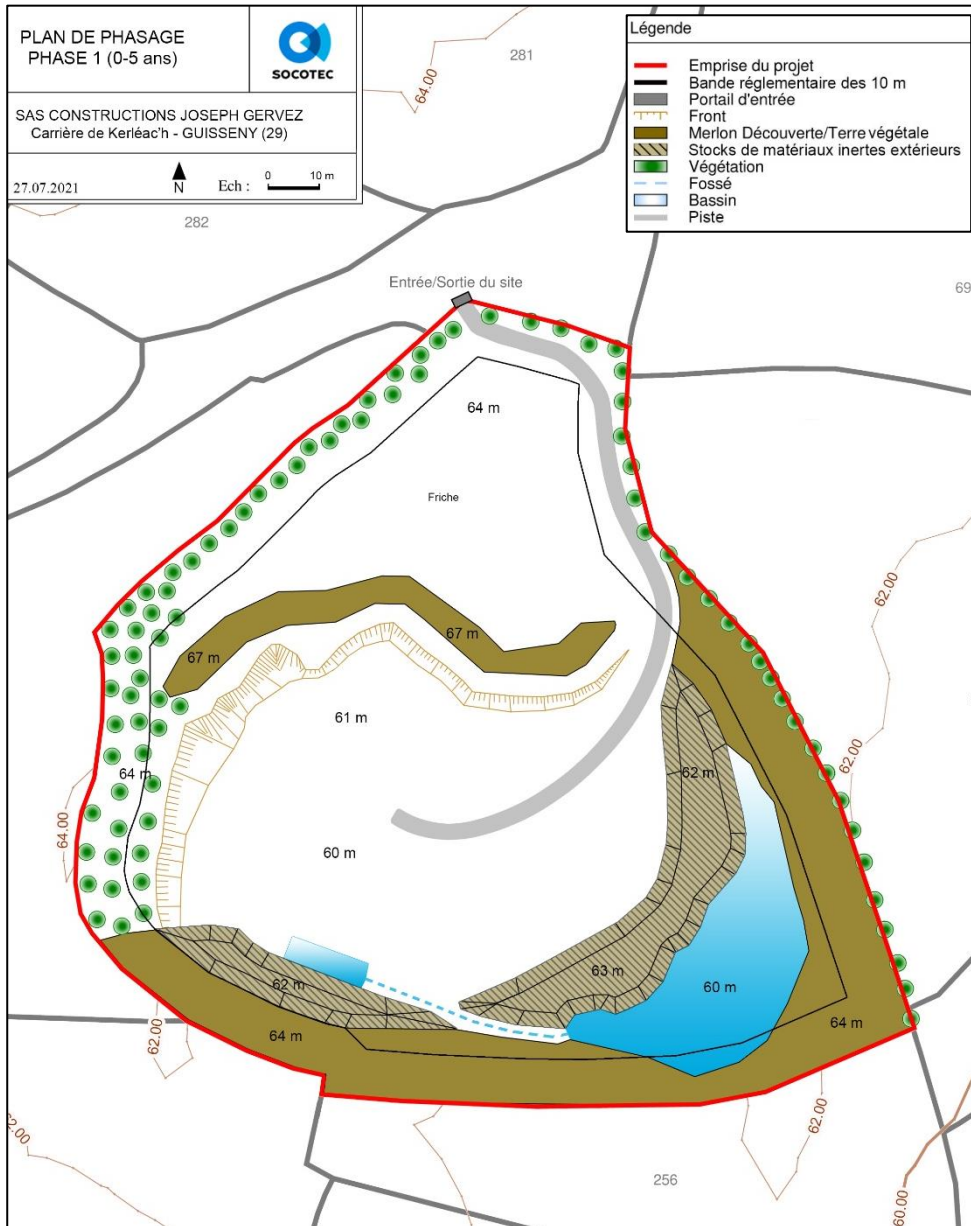 PLAN DE PHASAGE
PHASE 1 (0-5 ans)
SOCOTEC
SAS CONSTRUCTIONS JOSEPH GERVEZ
Carrière de Kerléac'h - GUISSENY (29)
27.07.2021
N
Ech :
0
10 m
Légende
Emprise du projet
Bande réglementaire des 10 m
Portail d'entrée
Front
Merlon Découverte/Terre végétale
Stocks de matériaux inertes extérieurs
Végétation
Fossé
Bassin
Piste
281
64.00
282
69
Entrée/Sortie du site
64 m
Friche
62.00
67 m
67 m
61 m
64 m
62 m
62.00
64.00
60 m
63 m
62 m
60 m
64 m
64 m
62.00
62.00
256
60.00